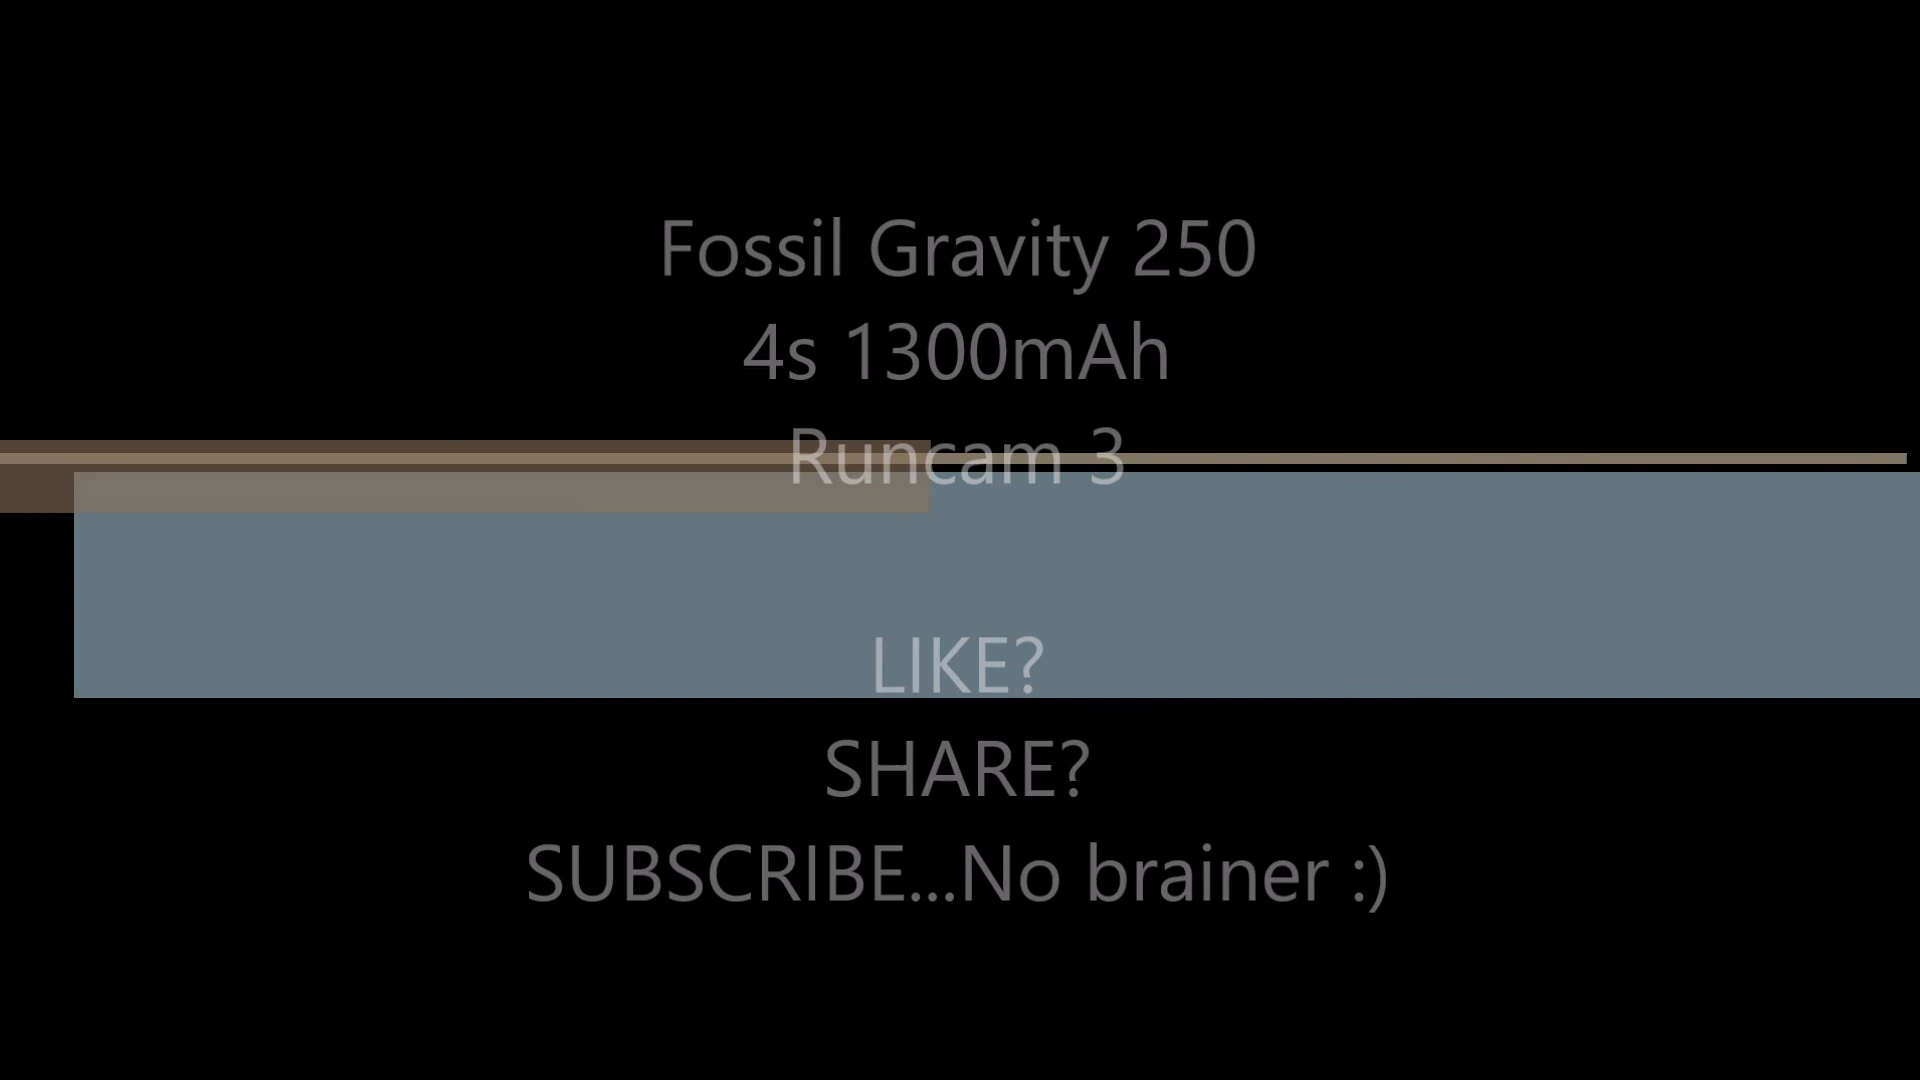 Fossil Gravity 250
4s 1300mAh
Runcam 3
LIKE?
SHARE?
SUBSCRIBE...No brainer :)